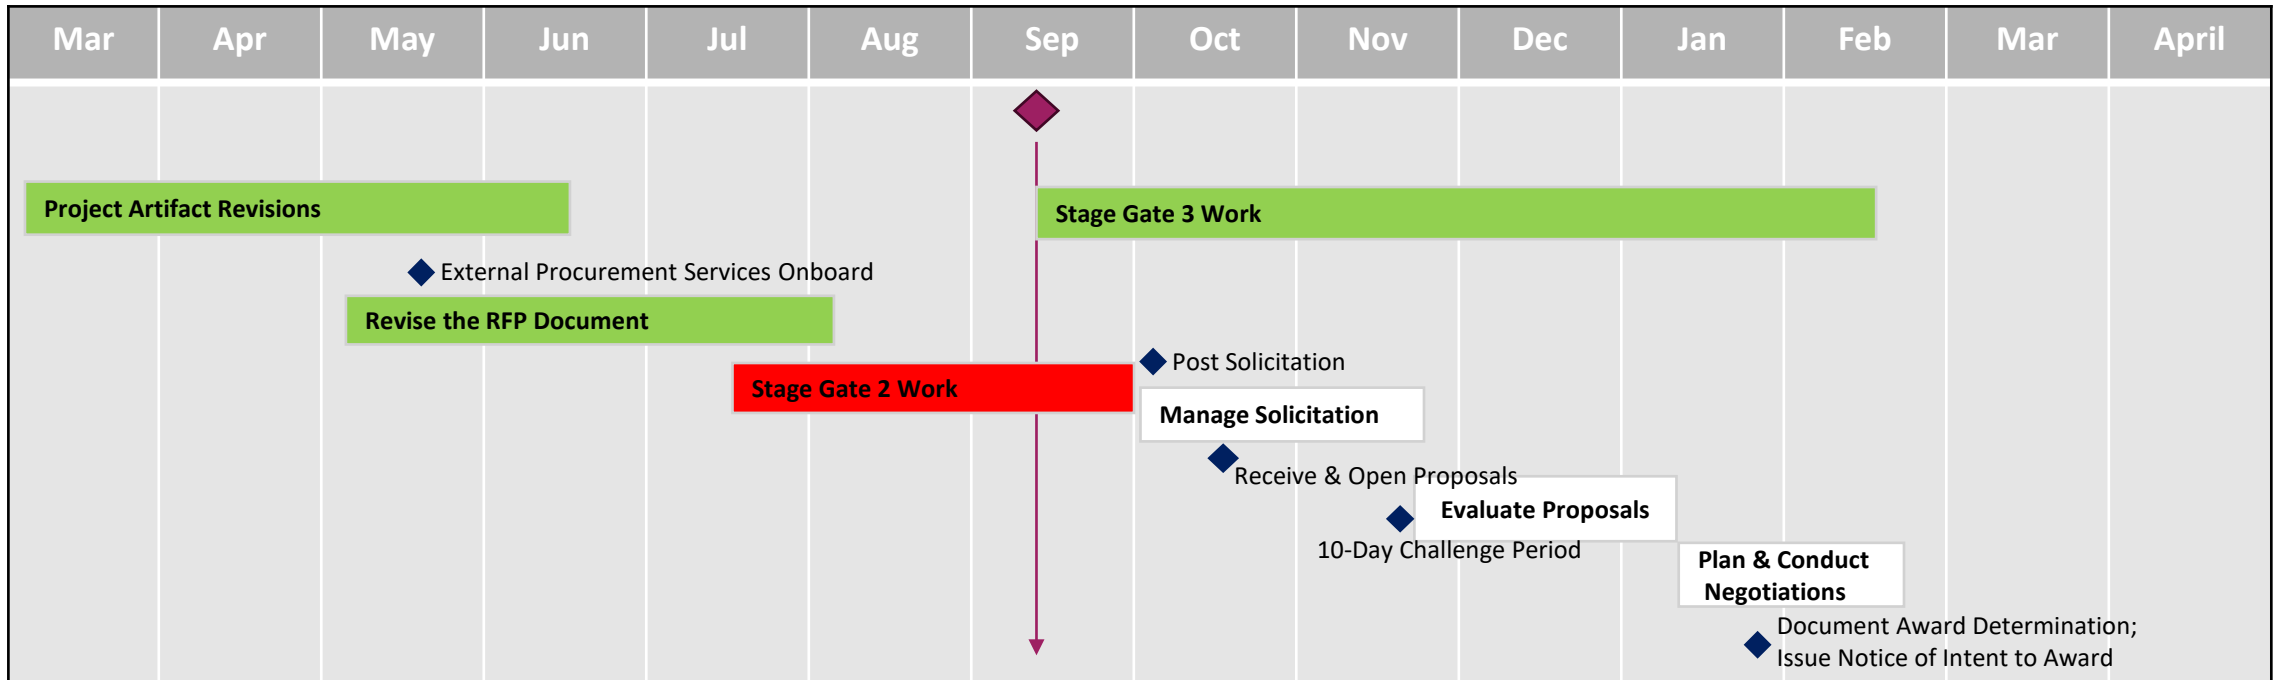 Mar Apr May Jun Jul Aug Sep Oct Nov Dec Jan Feb Mar April
Project Artifact Revisions
Stage Gate 3 Work
External Procurement Services Onboard
Revise the RFP Document
Post Solicitation
Stage Gate 2 Work
Manage Solicitation
Receive & Open Proposals
Evaluate Proposals
10-Day Challenge Period
Plan & Conduct
Negotiations
Document Award Determination;
Issue Notice of Intent to Award